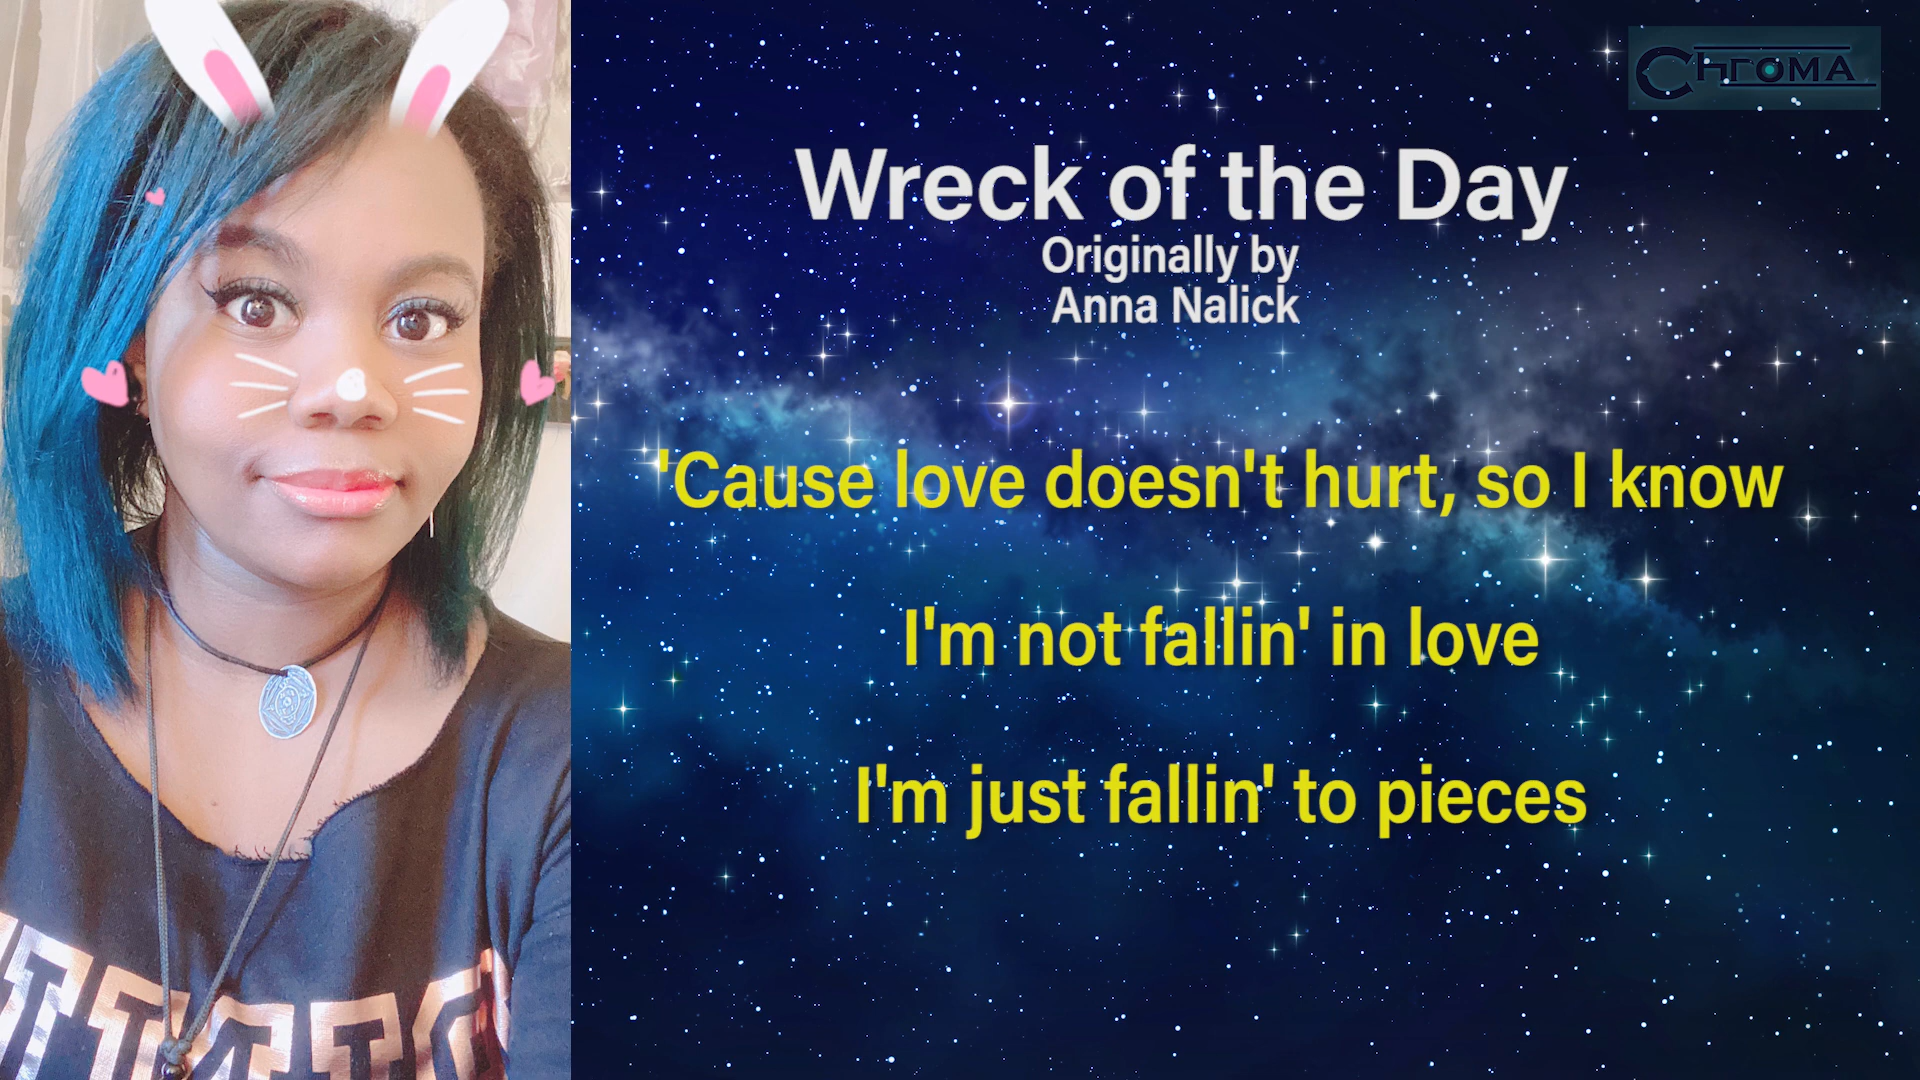 ChroMA
Wreck of the Day
Originally by
Anna Nalick
'Cause love doesn't hurt, so I know
I'm not fallin' in love
I'm just fallin' to pieces